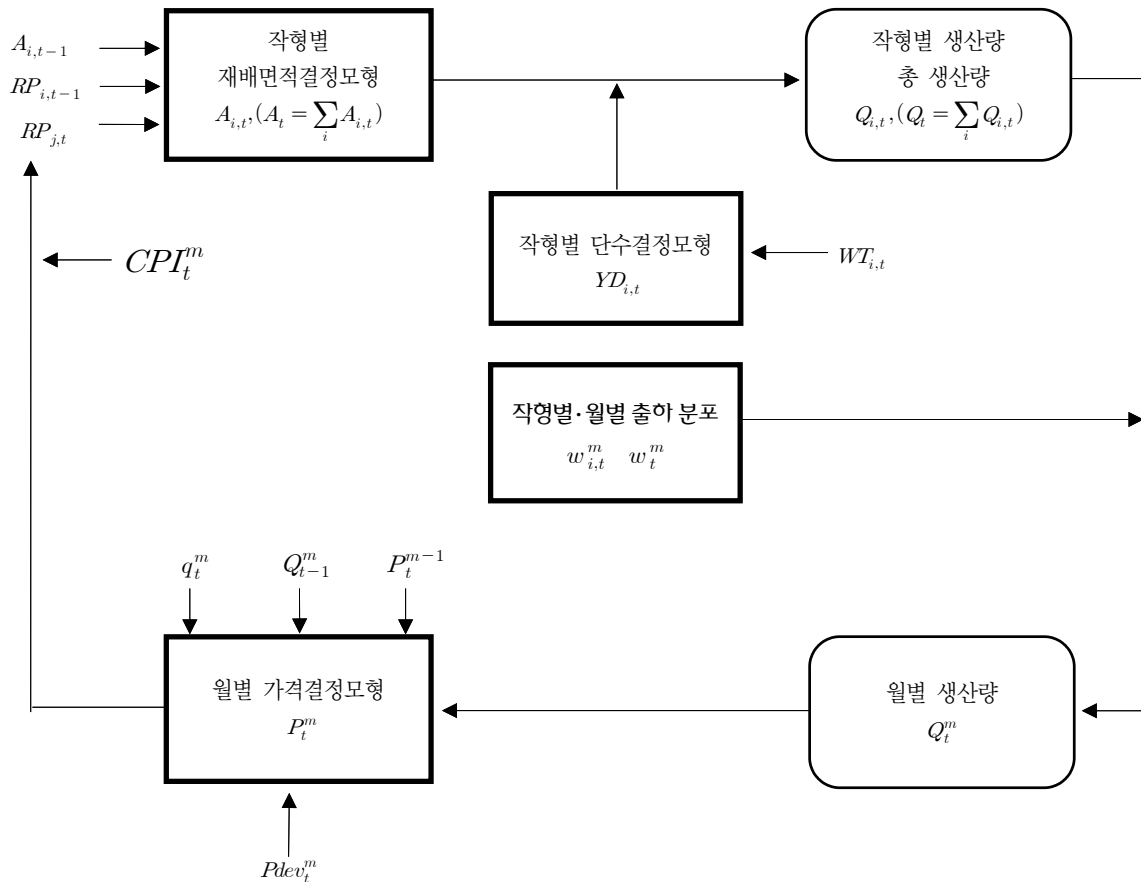 A_{i,t-1}
RP_{i,t-1}
RP_{j,t}
작형별
재배면적결정모형
A_{i,t},(A_t = ∑_i A_{i,t})
작형별 생산량
총 생산량
Q_{i,t},(Q_t = ∑_i Q_{i,t})
작형별 단수결정모형
YD_{i,t}
WT_{i,t}
CPI_t^m
작형별·월별 출하 분포
w_{i,t}^m w_t^m
q_t^m
Q_{t-1}^m
P_t^{m-1}
월별 가격결정모형
P_t^m
월별 생산량
Q_t^m
Pdev_t^m